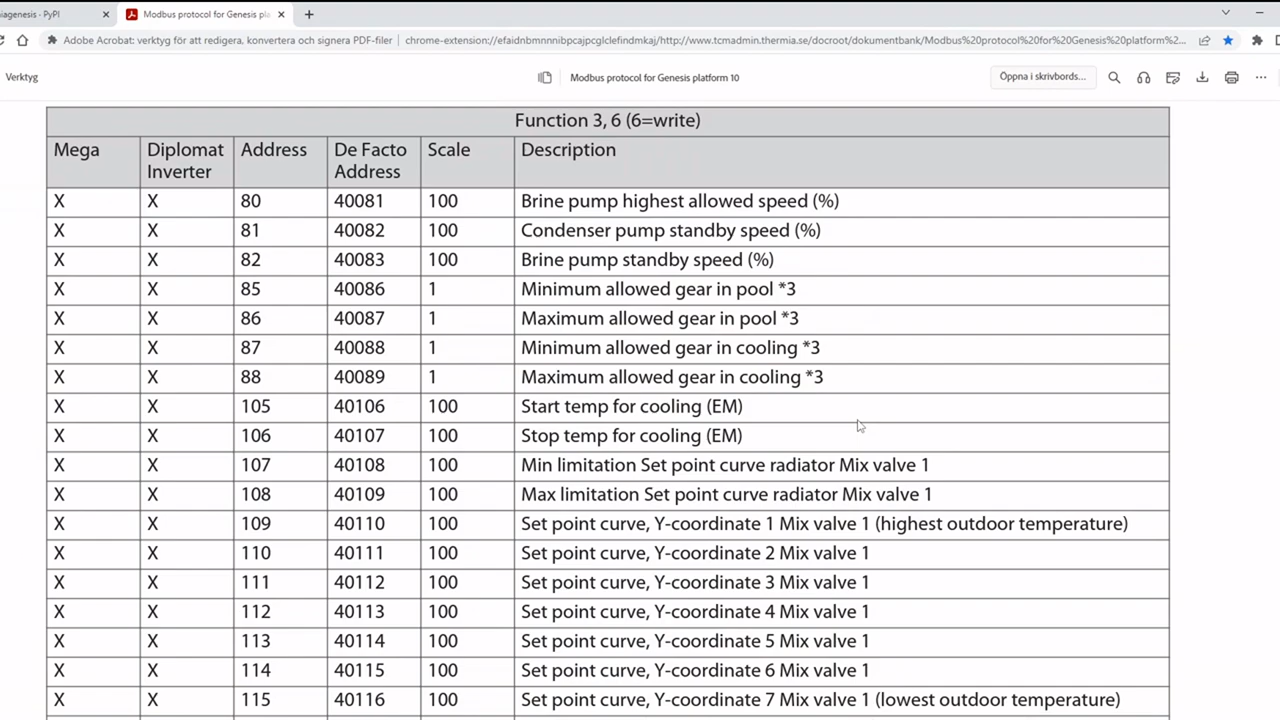 iagenesis - PyPI
Modbus protocol for Genesis pla
Adobe Acrobat: verktyg för att redigera, konvertera och signera PDF-filer | chrome-extension://efaidnbmnnnibpcajpcglclefindmkaj/http://www.tcmadmin.thermia.se/docroot/dokumentbank/Modbus%20protocol%20for%20Genesis%20platform%2...
Verktyg
Modbus protocol for Genesis platform 10
Öppna i skrivbords...
Function 3, 6 (6=write)
Mega Diplomat Inverter Address De Facto Address Scale Description
X X 80 40081 100 Brine pump highest allowed speed (%)
X X 81 40082 100 Condenser pump standby speed (%)
X X 82 40083 100 Brine pump standby speed (%)
X X 85 40086 1 Minimum allowed gear in pool *3
X X 86 40087 1 Maximum allowed gear in pool *3
X X 87 40088 1 Minimum allowed gear in cooling *3
X X 88 40089 1 Maximum allowed gear in cooling *3
X X 105 40106 100 Start temp for cooling (EM)
X X 106 40107 100 Stop temp for cooling (EM)
X X 107 40108 100 Min limitation Set point curve radiator Mix valve 1
X X 108 40109 100 Max limitation Set point curve radiator Mix valve 1
X X 109 40110 100 Set point curve, Y-coordinate 1 Mix valve 1 (highest outdoor temperature)
X X 110 40111 100 Set point curve, Y-coordinate 2 Mix valve 1
X X 111 40112 100 Set point curve, Y-coordinate 3 Mix valve 1
X X 112 40113 100 Set point curve, Y-coordinate 4 Mix valve 1
X X 113 40114 100 Set point curve, Y-coordinate 5 Mix valve 1
X X 114 40115 100 Set point curve, Y-coordinate 6 Mix valve 1
X X 115 40116 100 Set point curve, Y-coordinate 7 Mix valve 1 (lowest outdoor temperature)